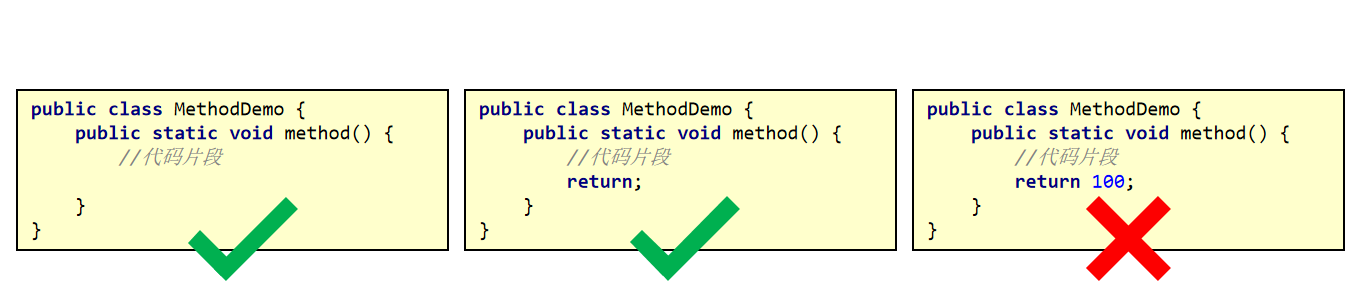 public class MethodDemo {
    public static void method() {
        //代码片段
    }
}
public class MethodDemo {
    public static void method() {
        //代码片段
        return;
    }
}
public class MethodDemo {
    public static void method() {
        //代码片段
        return 100;
    }
}